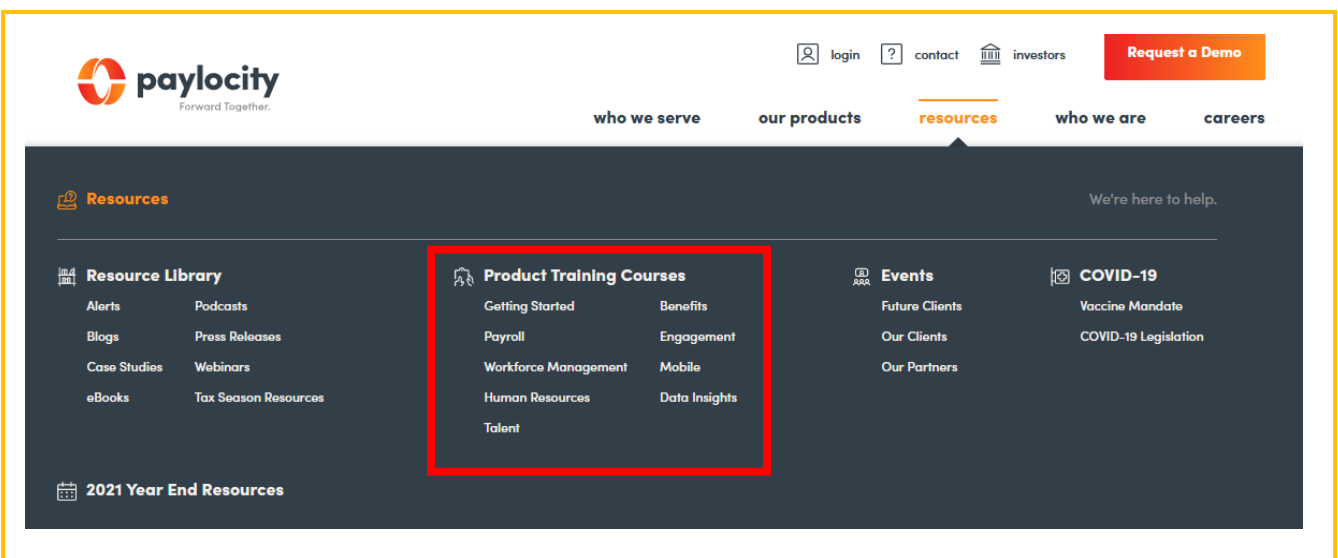 login ? contact investors Request a Demo
paylocity
Forward Together.
who we serve our products resources who we are careers
Resources We're here to help.
Resource Library
Alerts Podcasts
Blogs Press Releases
Case Studies Webinars
eBooks Tax Season Resources
Product Training Courses
Getting Started Benefits
Payroll Engagement
Workforce Management Mobile
Human Resources Data Insights
Talent
Events
Future Clients
Our Clients
Our Partners
COVID-19
Vaccine Mandate
COVID-19 Legislation
2021 Year End Resources